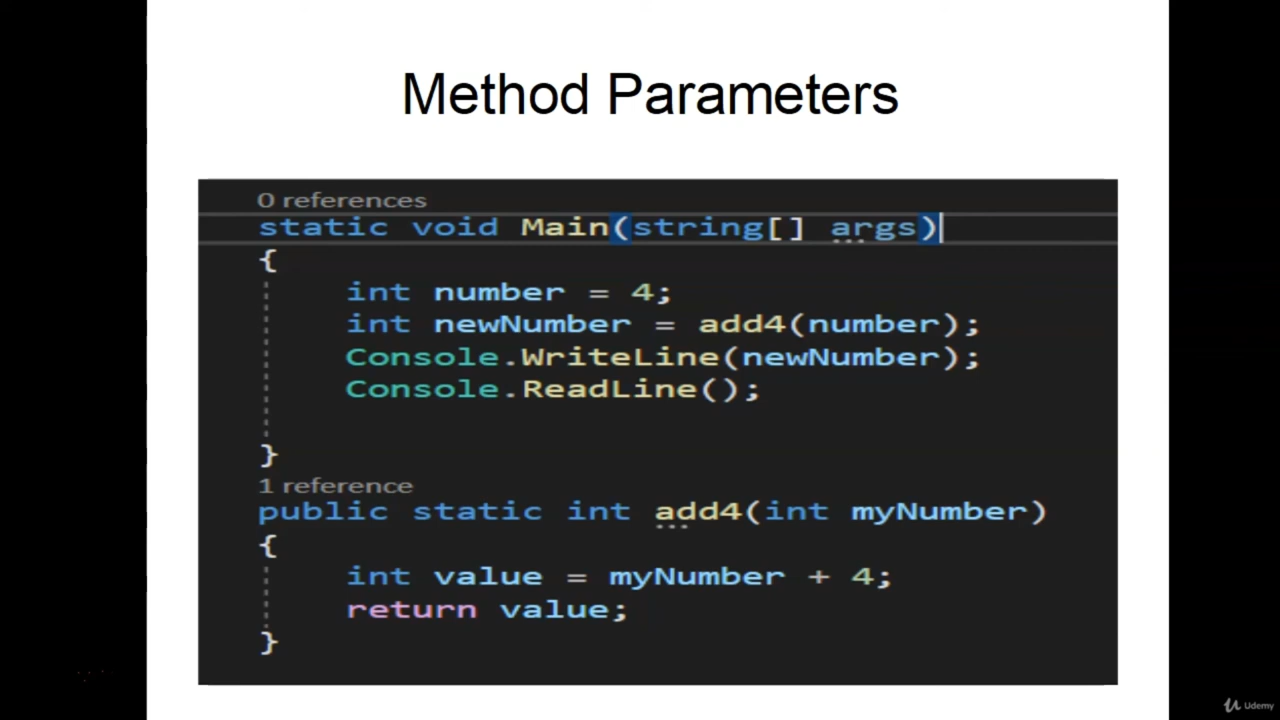 Method Parameters
0 references
static void Main(string[] args)
{
int number = 4;
int newNumber = add4(number);
Console.WriteLine(newNumber);
Console.ReadLine();
}
1 reference
public static int add4(int myNumber)
{
int value = myNumber + 4;
return value;
}
Udemy